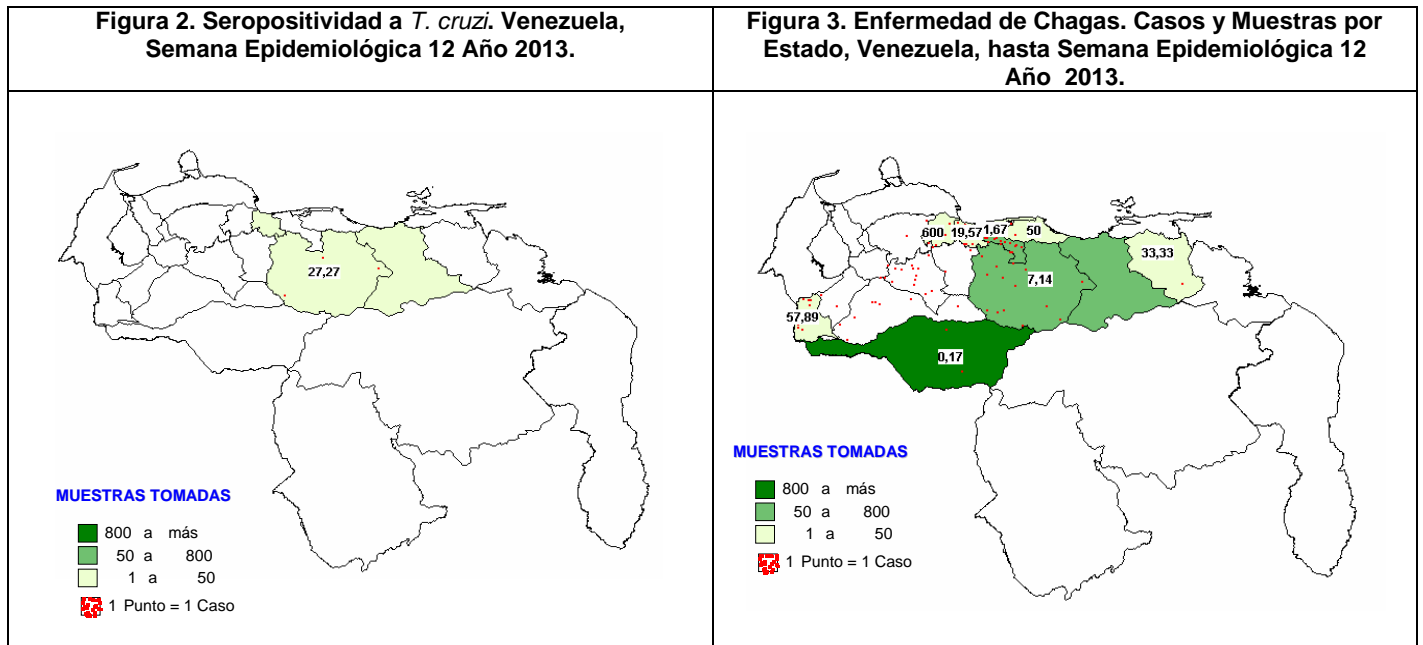 Figura 2. Seropositividad a T. cruzi. Venezuela,
Semana Epidemiológica 12 Año 2013.
27,27
MUESTRAS TOMADAS
800 a más
50 a 800
1 a 50
1 Punto = 1 Caso
Figura 3. Enfermedad de Chagas. Casos y Muestras por
Estado, Venezuela, hasta Semana Epidemiológica 12
Año 2013.
600 19,57 1,67 50
33,33
7,14
57,89
0,17
MUESTRAS TOMADAS
800 a más
50 a 800
1 a 50
1 Punto = 1 Caso